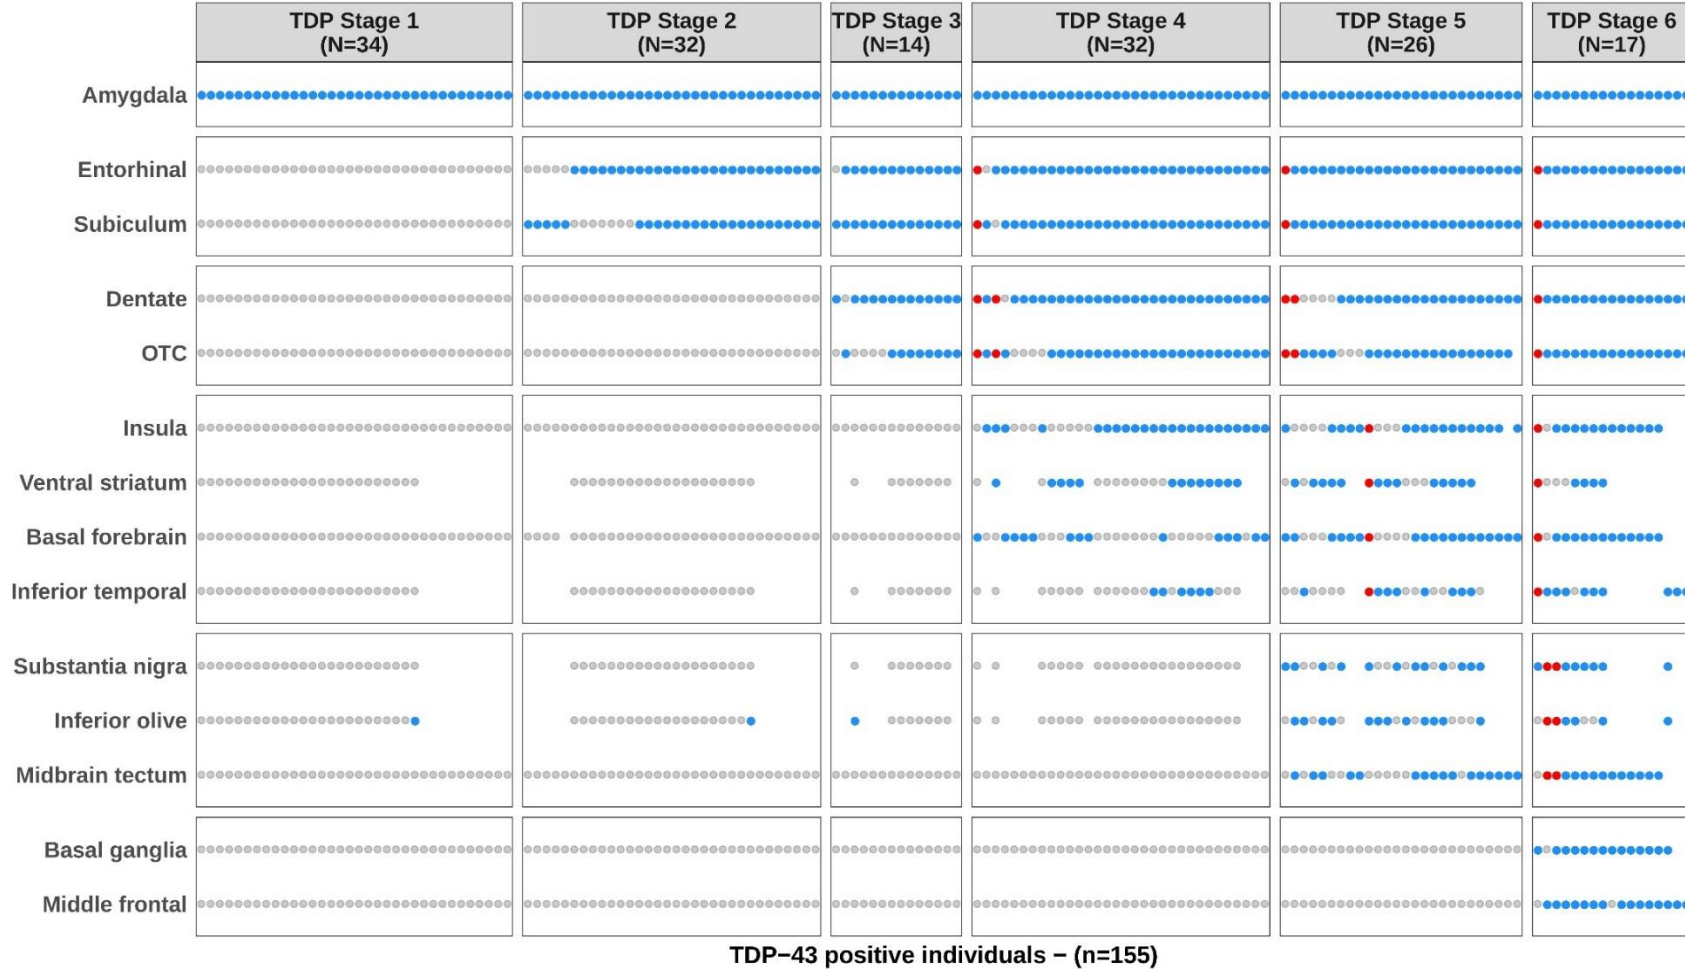 TDP Stage 1 TDP Stage 2 TDP Stage 3 TDP Stage 4 TDP Stage 5 TDP Stage 6
(N=34) (N=32) (N=14) (N=32) (N=26) (N=17)
Amygdala
Entorhinal
Subiculum
Dentate
OTC
Insula
Ventral striatum
Basal forebrain
Inferior temporal
Substantia nigra
Inferior olive
Midbrain tectum
Basal ganglia
Middle frontal
TDP−43 positive individuals − (n=155)